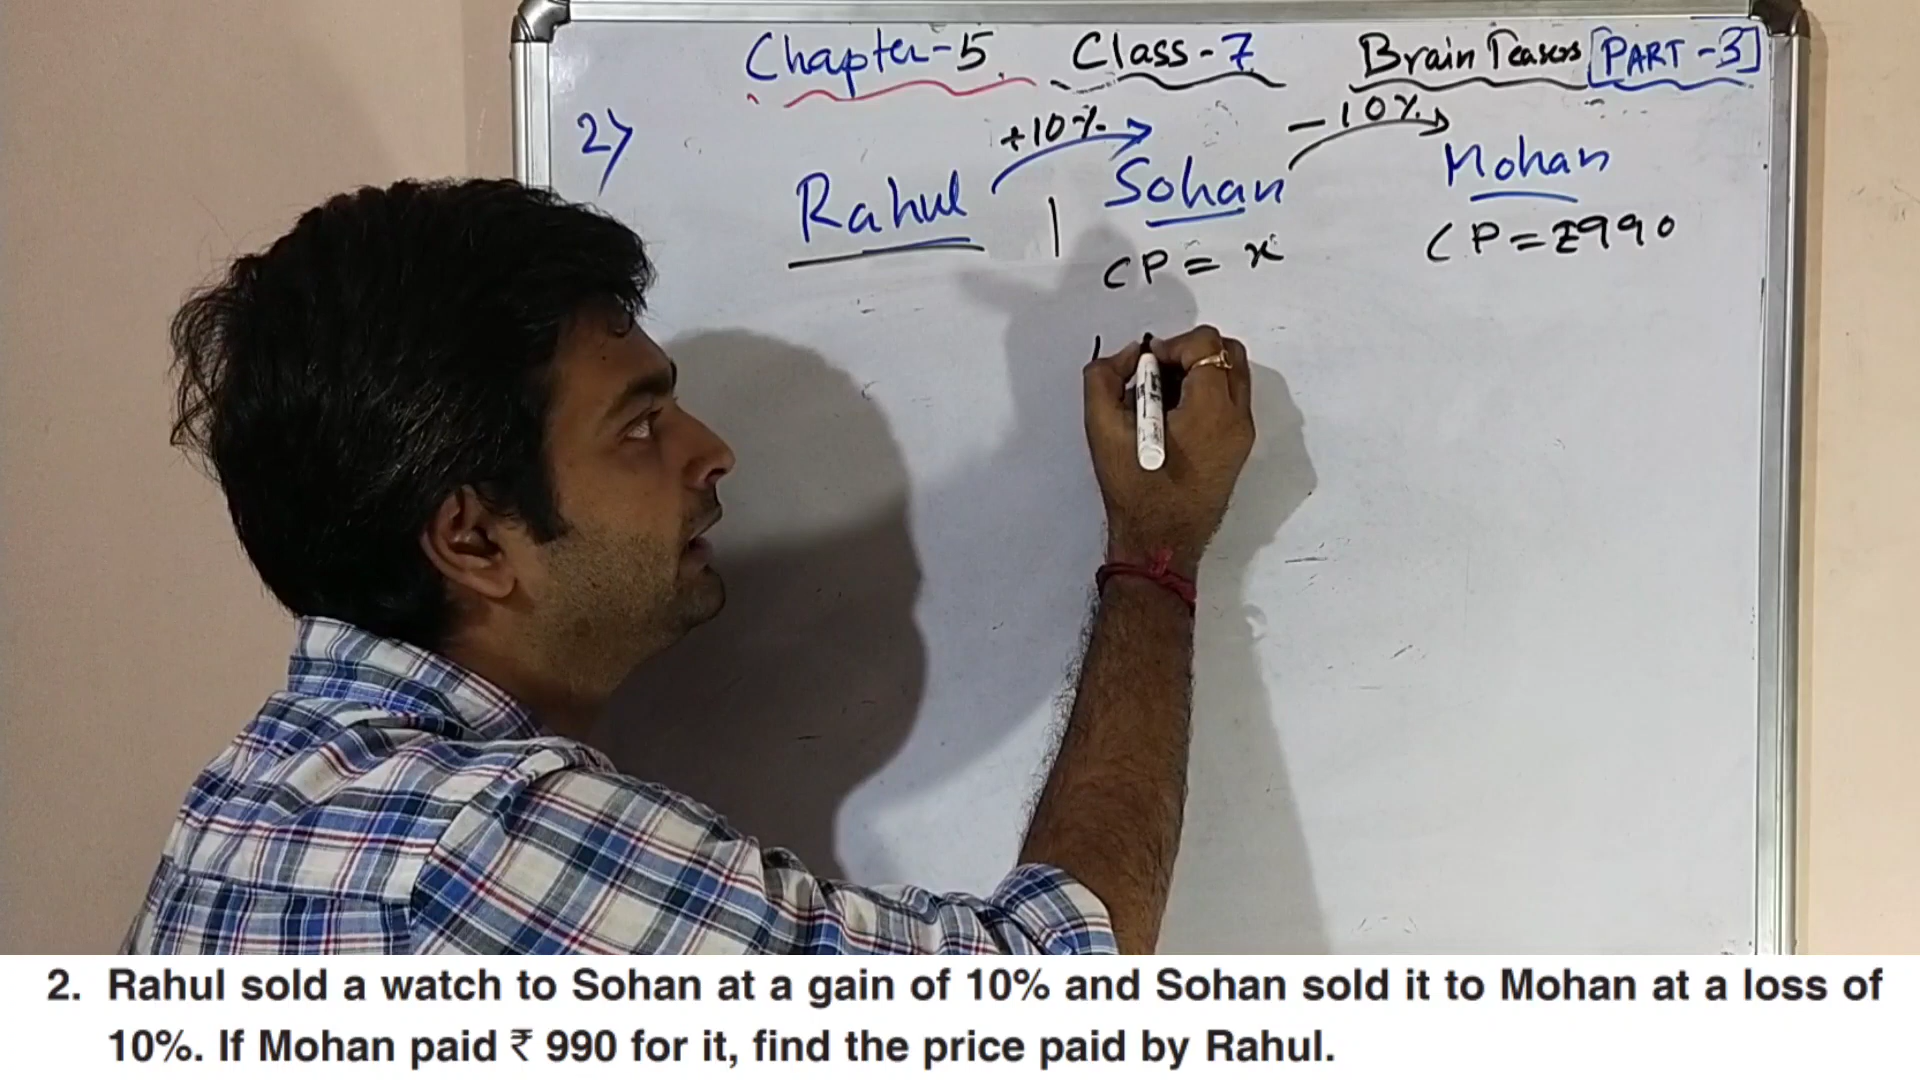 Chapter-5 Class-7 Brain Teasers [PART-3]
2)
+10% -10%
Rahul Sohan Mohan
CP = x CP = ₹990
2. Rahul sold a watch to Sohan at a gain of 10% and Sohan sold it to Mohan at a loss of
10%. If Mohan paid ₹ 990 for it, find the price paid by Rahul.